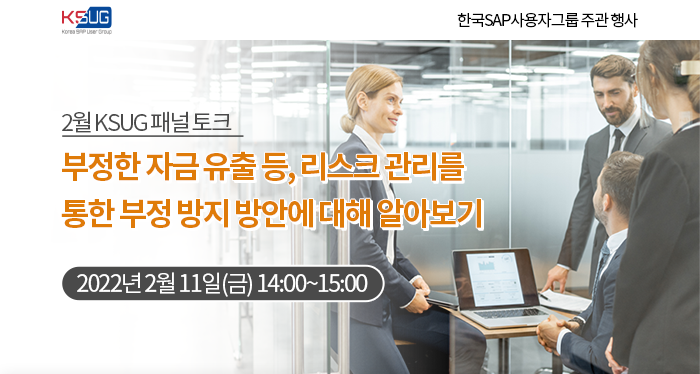 KSUG
Korea SAP User Group
한국SAP사용자그룹 주관 행사
2월 KSUG 패널 토크
부정한 자금 유출 등, 리스크 관리를
통한 부정 방지 방안에 대해 알아보기
2022년 2월 11일(금) 14:00~15:00